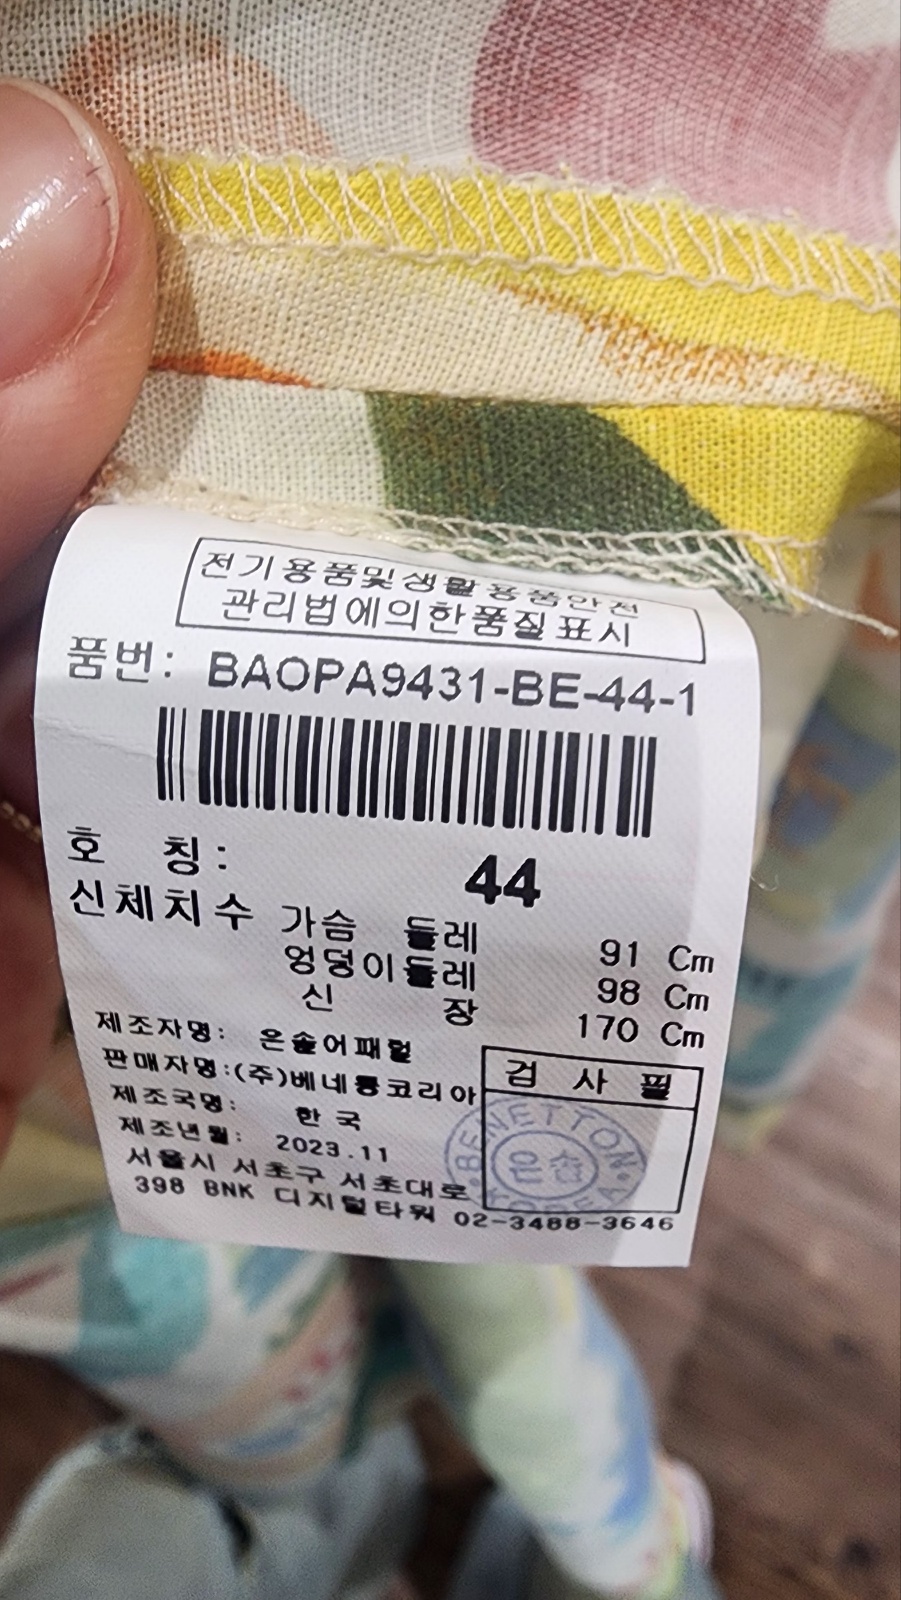 전기용품및생활용품안전
관리법에의한품질표시
품번: BAOPA9431-BE-44-1
호 칭: 44
신체치수 가슴 둘레 91 Cm
엉덩이둘레 98 Cm
신 장 170 Cm
제조자명: 온솔어패럴
판매자명:(주)베네통코리아
제조국명: 한국
제조년월: 2023.11
서울시 서초구 서초대로
398 BNK 디지털타워 02-3488-3646
검 사 필
BENETTON
KOREA